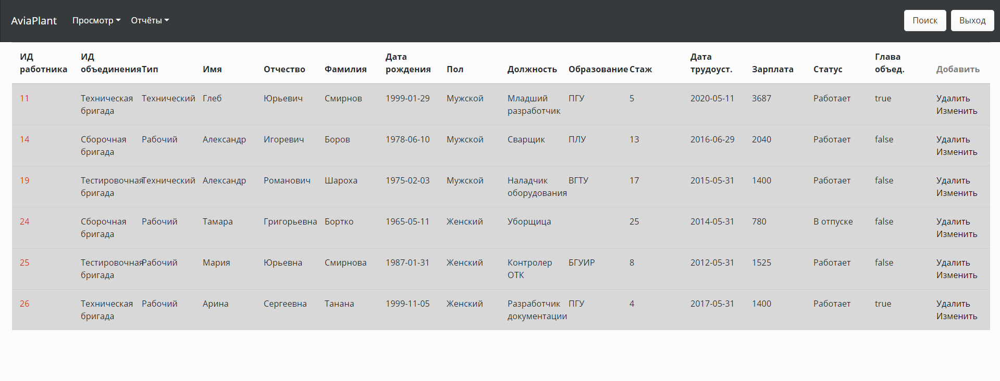 AviaPlant Просмотр Отчёты Поиск Выход
ИД работника ИД объединения Тип Имя Отчество Фамилия Дата рождения Пол Должность Образование Стаж Дата трудоуст. Зарплата Статус Глава объед. Добавить
11 Техническая бригада Технический Глеб Юрьевич Смирнов 1999-01-29 Мужской Младший разработчик ПГУ 5 2020-05-11 3687 Работает true Удалить Изменить
14 Сборочная бригада Рабочий Александр Игоревич Боров 1978-06-10 Мужской Сварщик ПЛУ 13 2016-06-29 2040 Работает false Удалить Изменить
19 Тестировочная бригада Технический Александр Романович Шароха 1975-02-03 Мужской Наладчик оборудования ВГТУ 17 2015-05-31 1400 Работает false Удалить Изменить
24 Сборочная бригада Рабочий Тамара Григорьевна Бортко 1965-05-11 Женский Уборщица 25 2014-05-31 780 В отпуске false Удалить Изменить
25 Тестировочная бригада Рабочий Мария Юрьевна Смирнова 1987-01-31 Женский Контролер ОТК БГУИР 8 2012-05-31 1525 Работает false Удалить Изменить
26 Техническая бригада Рабочий Арина Сергеевна Танана 1999-11-05 Женский Разработчик документации ПГУ 4 2017-05-31 1400 Работает true Удалить Изменить